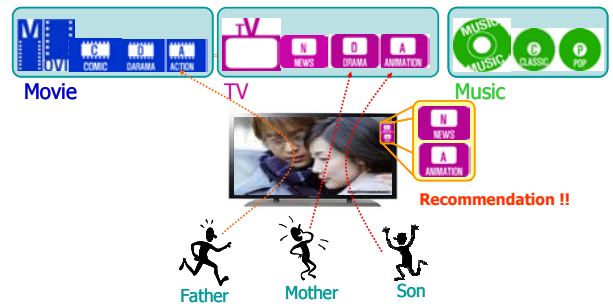 M
OVI
C
COMIC
D
DARAMA
A
ACTION
Movie
TV
N
NEWS
D
DRAMA
A
ANIMATION
TV
MUSIC
MUSIC
C
CLASSIC
P
POP
Music
N
NEWS
A
ANIMATION
Recommendation !!
Father
Mother
Son